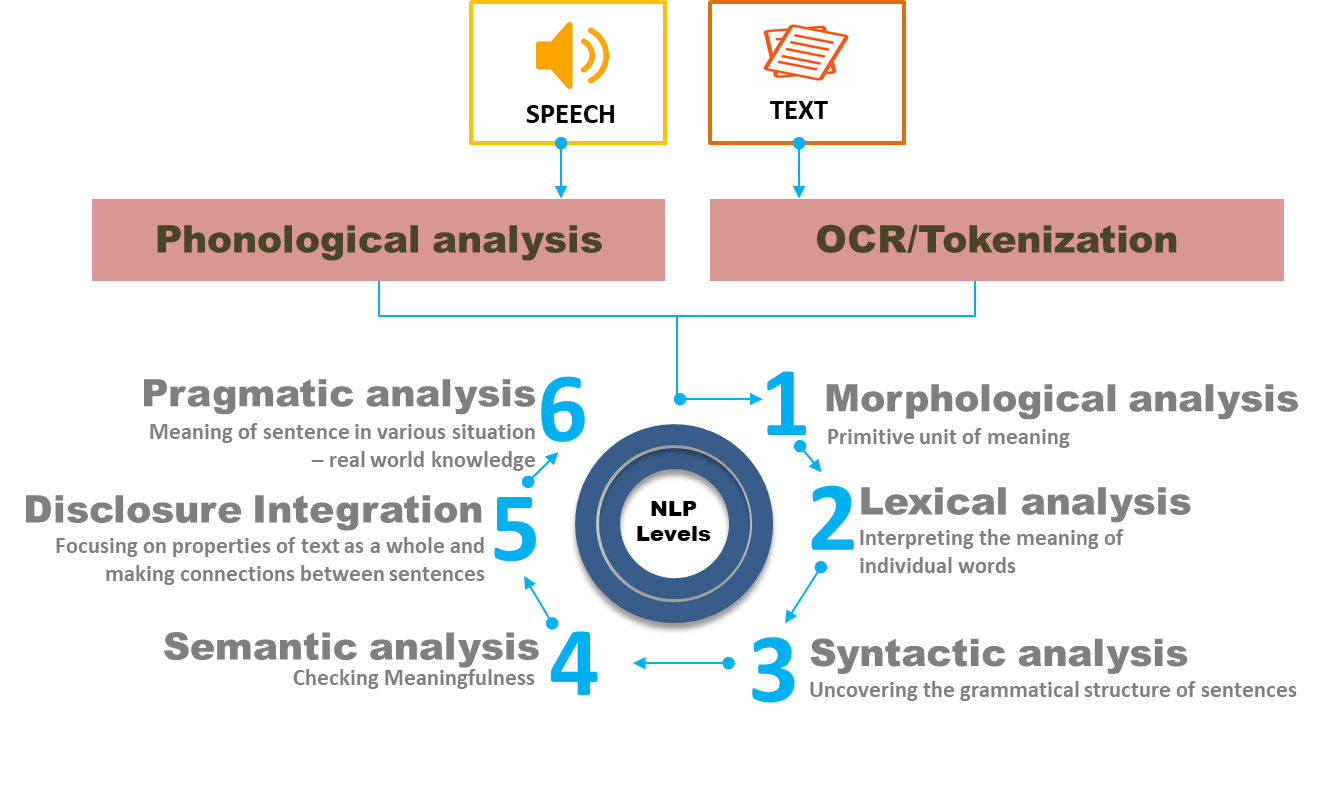 SPEECH
TEXT
Phonological analysis
OCR/Tokenization
1
Morphological analysis
Primitive unit of meaning
2
Lexical analysis
Interpreting the meaning of
individual words
3
Syntactic analysis
Uncovering the grammatical structure of sentences
4
Semantic analysis
Checking Meaningfulness
5
Disclosure Integration
Focusing on properties of text as a whole and
making connections between sentences
6
Pragmatic analysis
Meaning of sentence in various situation
– real world knowledge
NLP
Levels